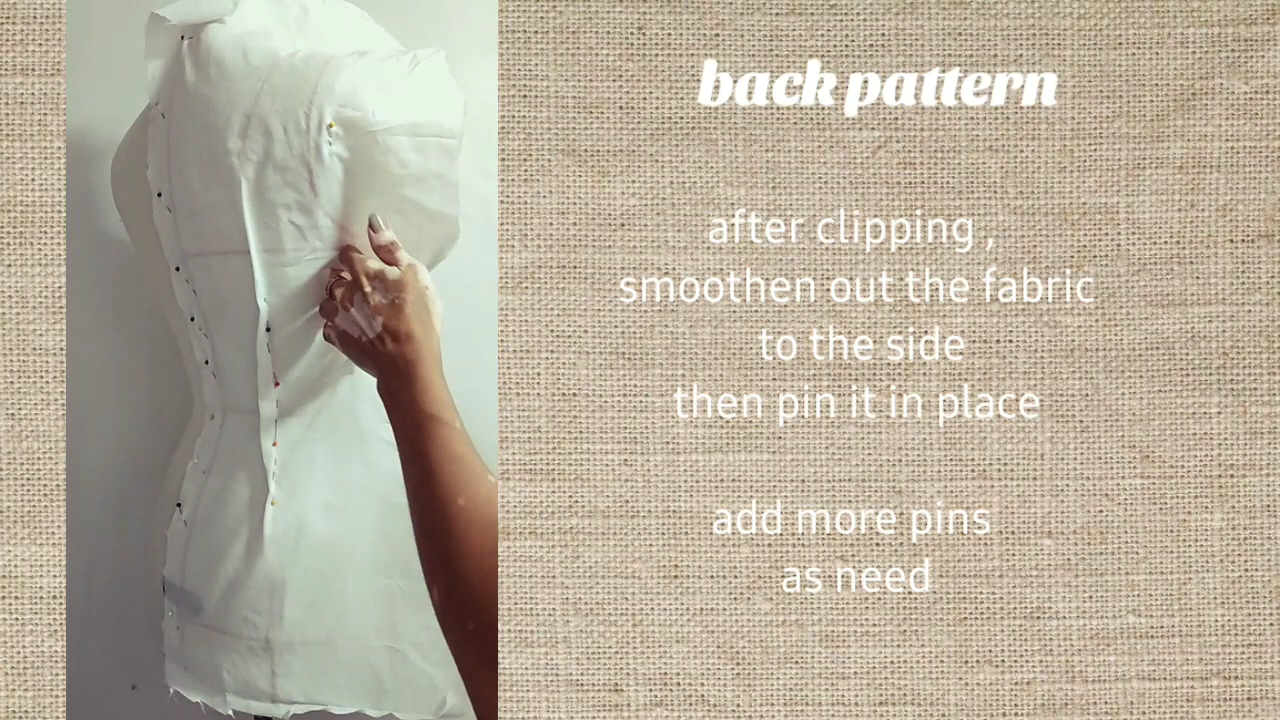 back pattern
after clipping ,
smoothen out the fabric
to the side
then pin it in place
add more pins
as need